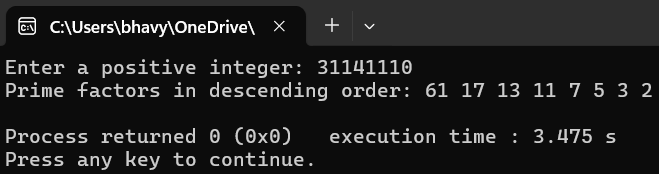 C:\Users\bhavy\OneDrive\
Enter a positive integer: 31141110
Prime factors in descending order: 61 17 13 11 7 5 3 2
Process returned 0 (0x0)   execution time : 3.475 s
Press any key to continue.